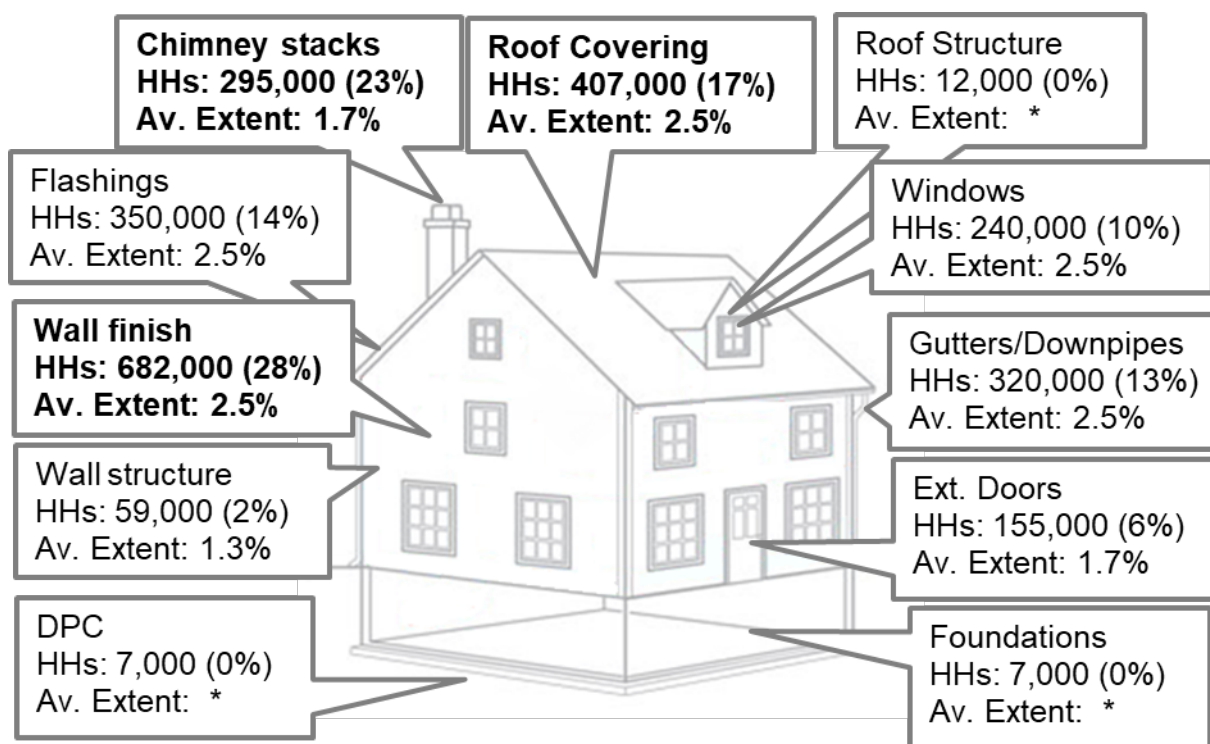 Chimney stacks
HHs: 295,000 (23%)
Av. Extent: 1.7%
Roof Covering
HHs: 407,000 (17%)
Av. Extent: 2.5%
Roof Structure
HHs: 12,000 (0%)
Av. Extent: *
Flashings
HHs: 350,000 (14%)
Av. Extent: 2.5%
Windows
HHs: 240,000 (10%)
Av. Extent: 2.5%
Wall finish
HHs: 682,000 (28%)
Av. Extent: 2.5%
Gutters/Downpipes
HHs: 320,000 (13%)
Av. Extent: 2.5%
Wall structure
HHs: 59,000 (2%)
Av. Extent: 1.3%
Ext. Doors
HHs: 155,000 (6%)
Av. Extent: 1.7%
DPC
HHs: 7,000 (0%)
Av. Extent: *
Foundations
HHs: 7,000 (0%)
Av. Extent: *